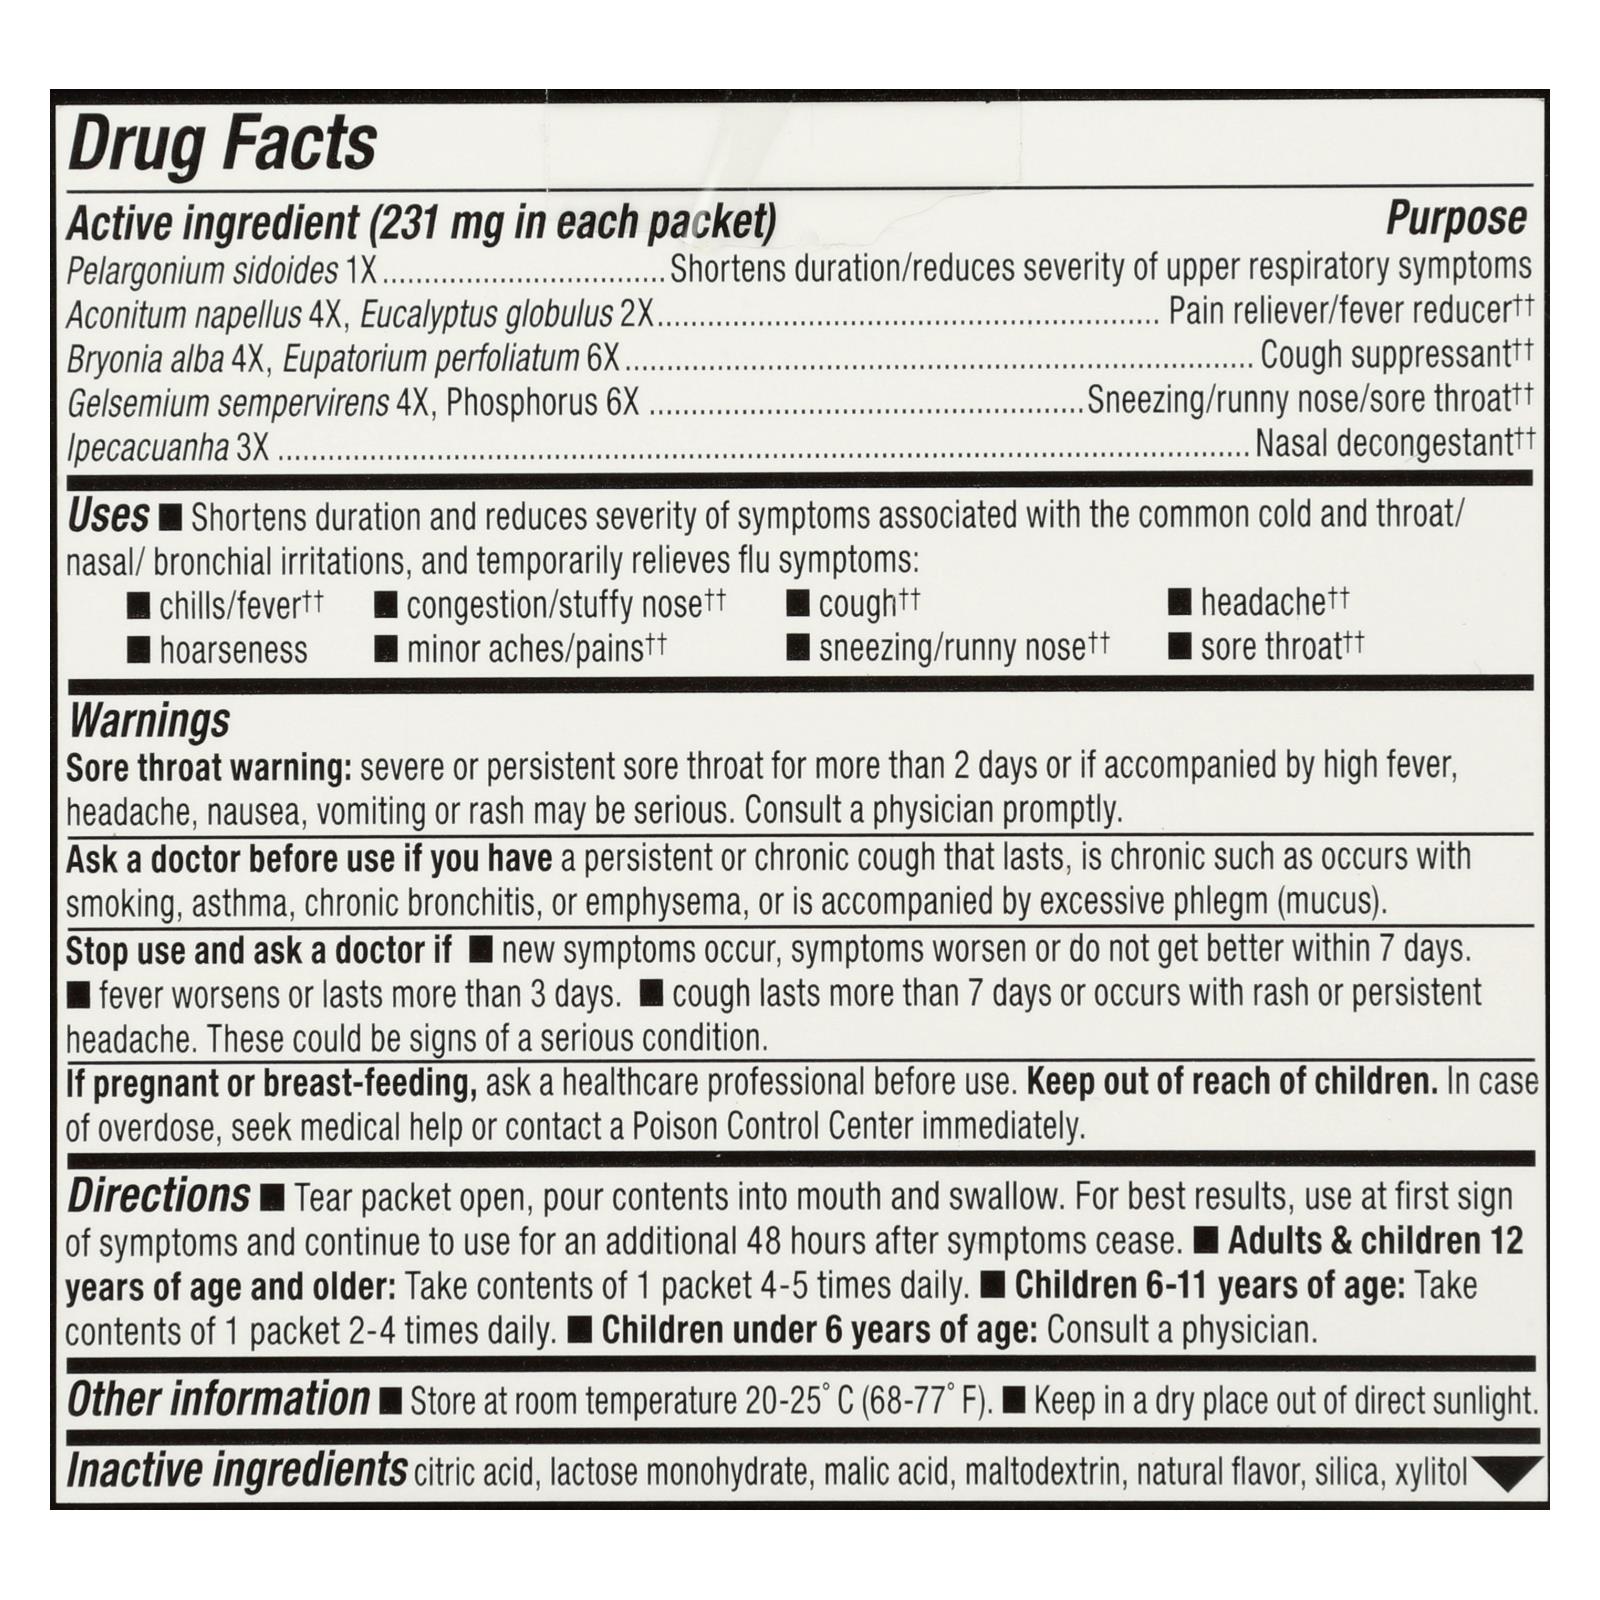 Drug Facts
Active ingredient (231 mg in each packet) Purpose
Pelargonium sidoides 1X.................................Shortens duration/reduces severity of upper respiratory symptoms
Aconitum napellus 4X, Eucalyptus globulus 2X............................................................ Pain reliever/fever reducer††
Bryonia alba 4X, Eupatorium perfoliatum 6X........................................................................... Cough suppressant††
Gelsemium sempervirens 4X, Phosphorus 6X ....................................................Sneezing/runny nose/sore throat††
Ipecacuanha 3X ....................................................................................................................Nasal decongestant††
Uses ■ Shortens duration and reduces severity of symptoms associated with the common cold and throat/
nasal/ bronchial irritations, and temporarily relieves flu symptoms:
■ chills/fever†† ■ congestion/stuffy nose†† ■ cough†† ■ headache††
■ hoarseness ■ minor aches/pains†† ■ sneezing/runny nose†† ■ sore throat††
Warnings
Sore throat warning: severe or persistent sore throat for more than 2 days or if accompanied by high fever,
headache, nausea, vomiting or rash may be serious. Consult a physician promptly.
Ask a doctor before use if you have a persistent or chronic cough that lasts, is chronic such as occurs with
smoking, asthma, chronic bronchitis, or emphysema, or is accompanied by excessive phlegm (mucus).
Stop use and ask a doctor if ■ new symptoms occur, symptoms worsen or do not get better within 7 days.
■ fever worsens or lasts more than 3 days. ■ cough lasts more than 7 days or occurs with rash or persistent
headache. These could be signs of a serious condition.
If pregnant or breast-feeding, ask a healthcare professional before use. Keep out of reach of children. In case
of overdose, seek medical help or contact a Poison Control Center immediately.
Directions ■ Tear packet open, pour contents into mouth and swallow. For best results, use at first sign
of symptoms and continue to use for an additional 48 hours after symptoms cease. ■ Adults & children 12
years of age and older: Take contents of 1 packet 4-5 times daily. ■ Children 6-11 years of age: Take
contents of 1 packet 2-4 times daily. ■ Children under 6 years of age: Consult a physician.
Other information ■ Store at room temperature 20-25° C (68-77° F). ■ Keep in a dry place out of direct sunlight.
Inactive ingredients citric acid, lactose monohydrate, malic acid, maltodextrin, natural flavor, silica, xylitol